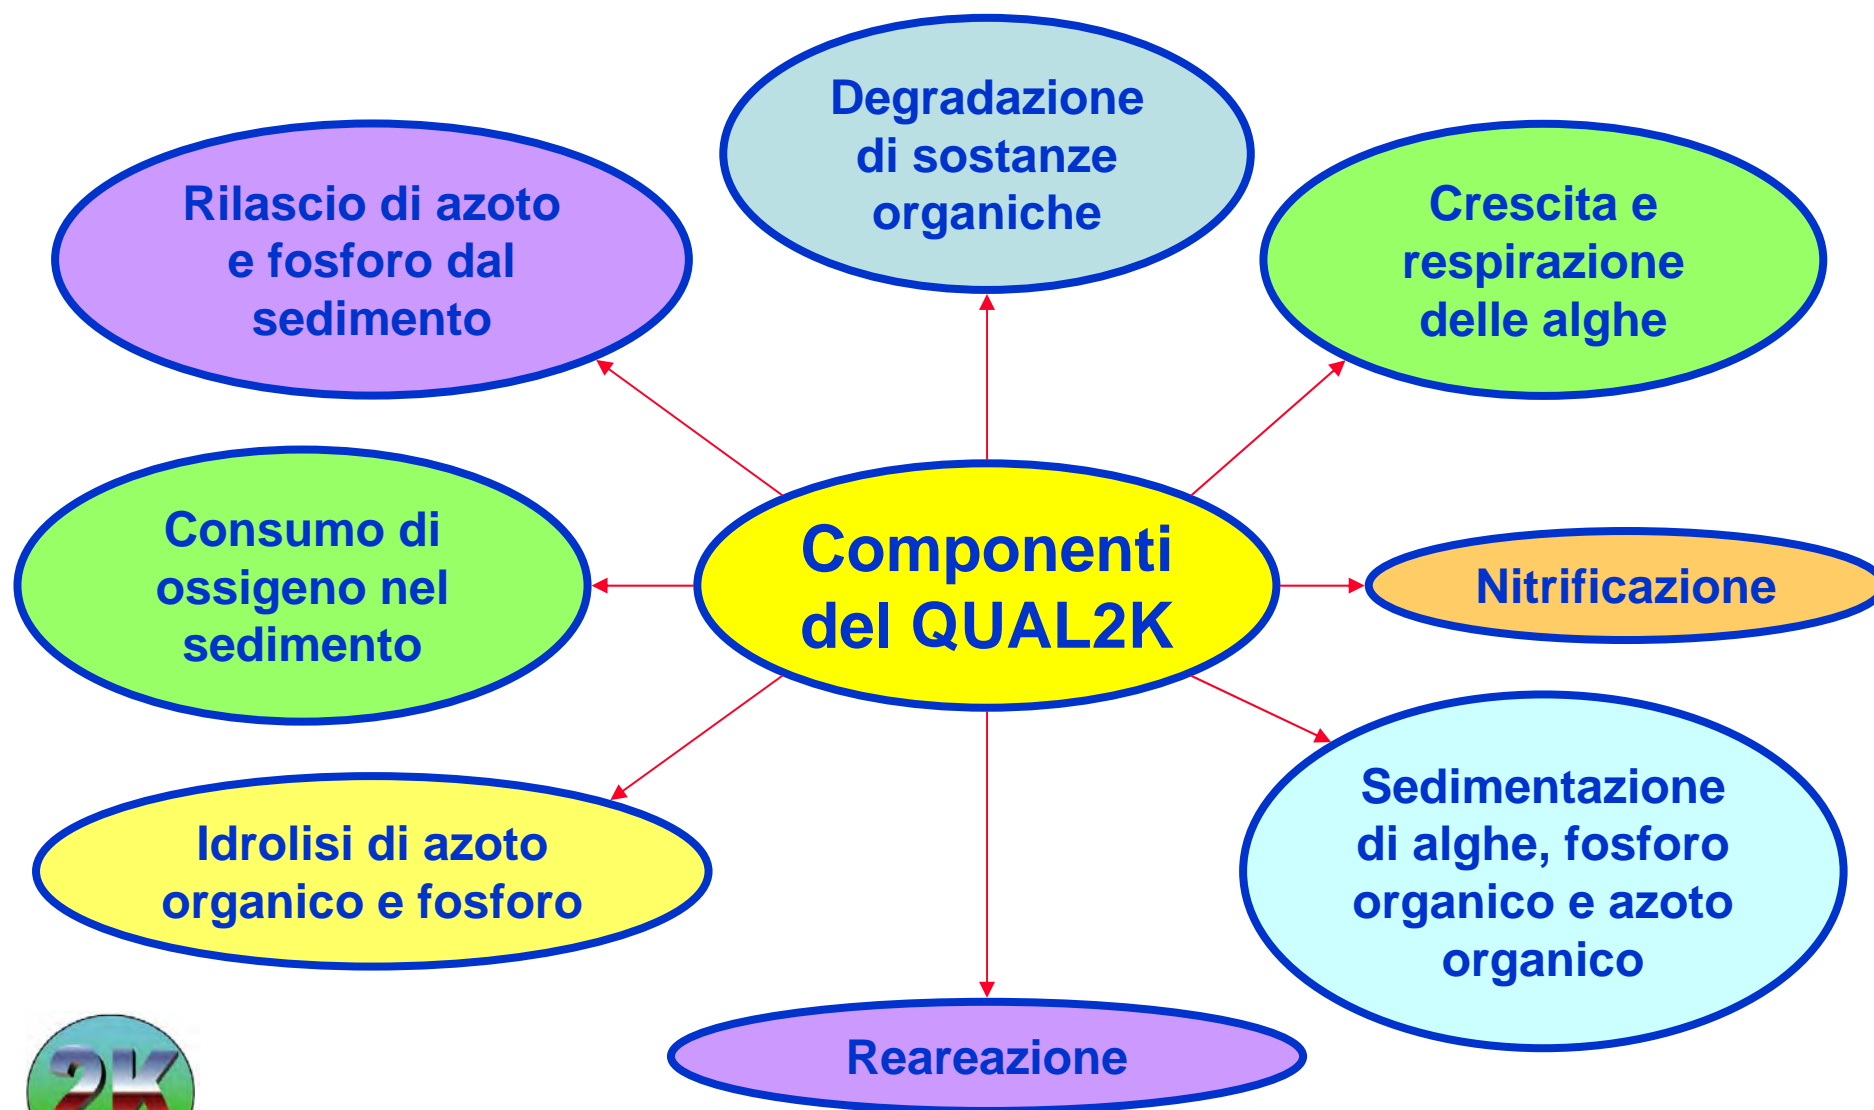 Degradazione
di sostanze
organiche
Rilascio di azoto
e fosforo dal
sedimento
Crescita e
respirazione
delle alghe
Consumo di
ossigeno nel
sedimento
Componenti
del QUAL2K
Nitrificazione
Idrolisi di azoto
organico e fosforo
Sedimentazione
di alghe, fosforo
organico e azoto
organico
Reareazione
2K